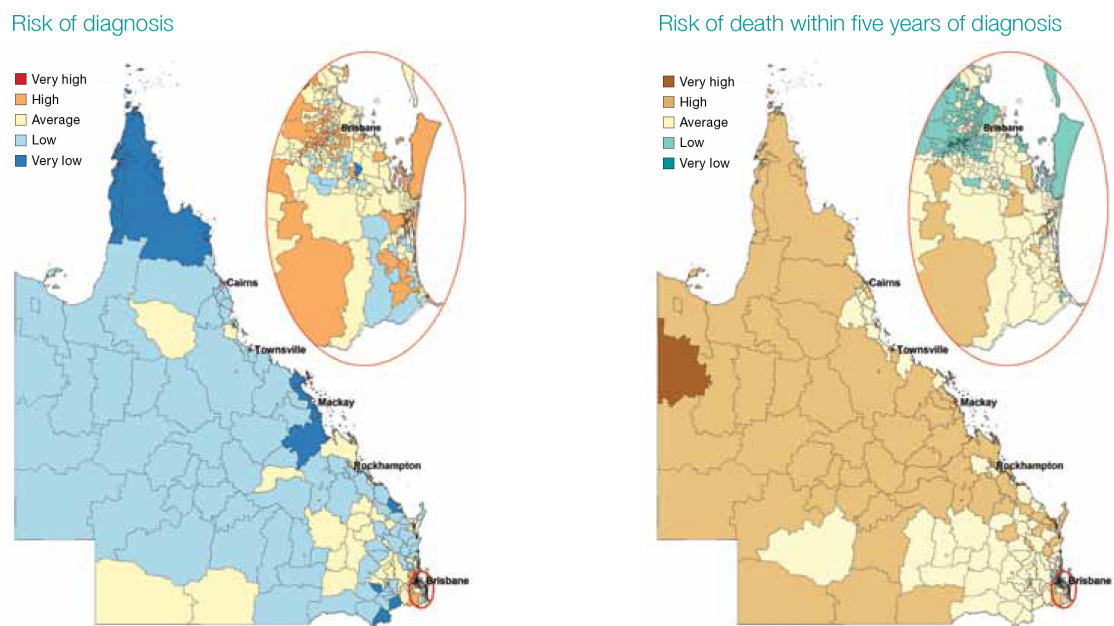 Risk of diagnosis
Very high
High
Average
Low
Very low
Brisbane
Cairns
Townsville
Mackay
Rockhampton
Brisbane
Risk of death within five years of diagnosis
Very high
High
Average
Low
Very low
Brisbane
Cairns
Townsville
Mackay
Rockhampton
Brisbane